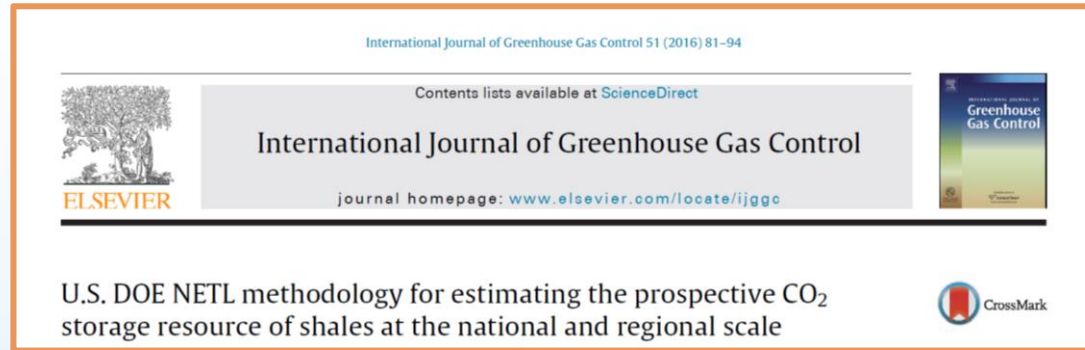 International Journal of Greenhouse Gas Control 51 (2016) 81–94
Contents lists available at ScienceDirect
International Journal of Greenhouse Gas Control
journal homepage: www.elsevier.com/locate/ijggc
ELSEVIER
Greenhouse
Gas Control
U.S. DOE NETL methodology for estimating the prospective CO₂
storage resource of shales at the national and regional scale
CrossMark